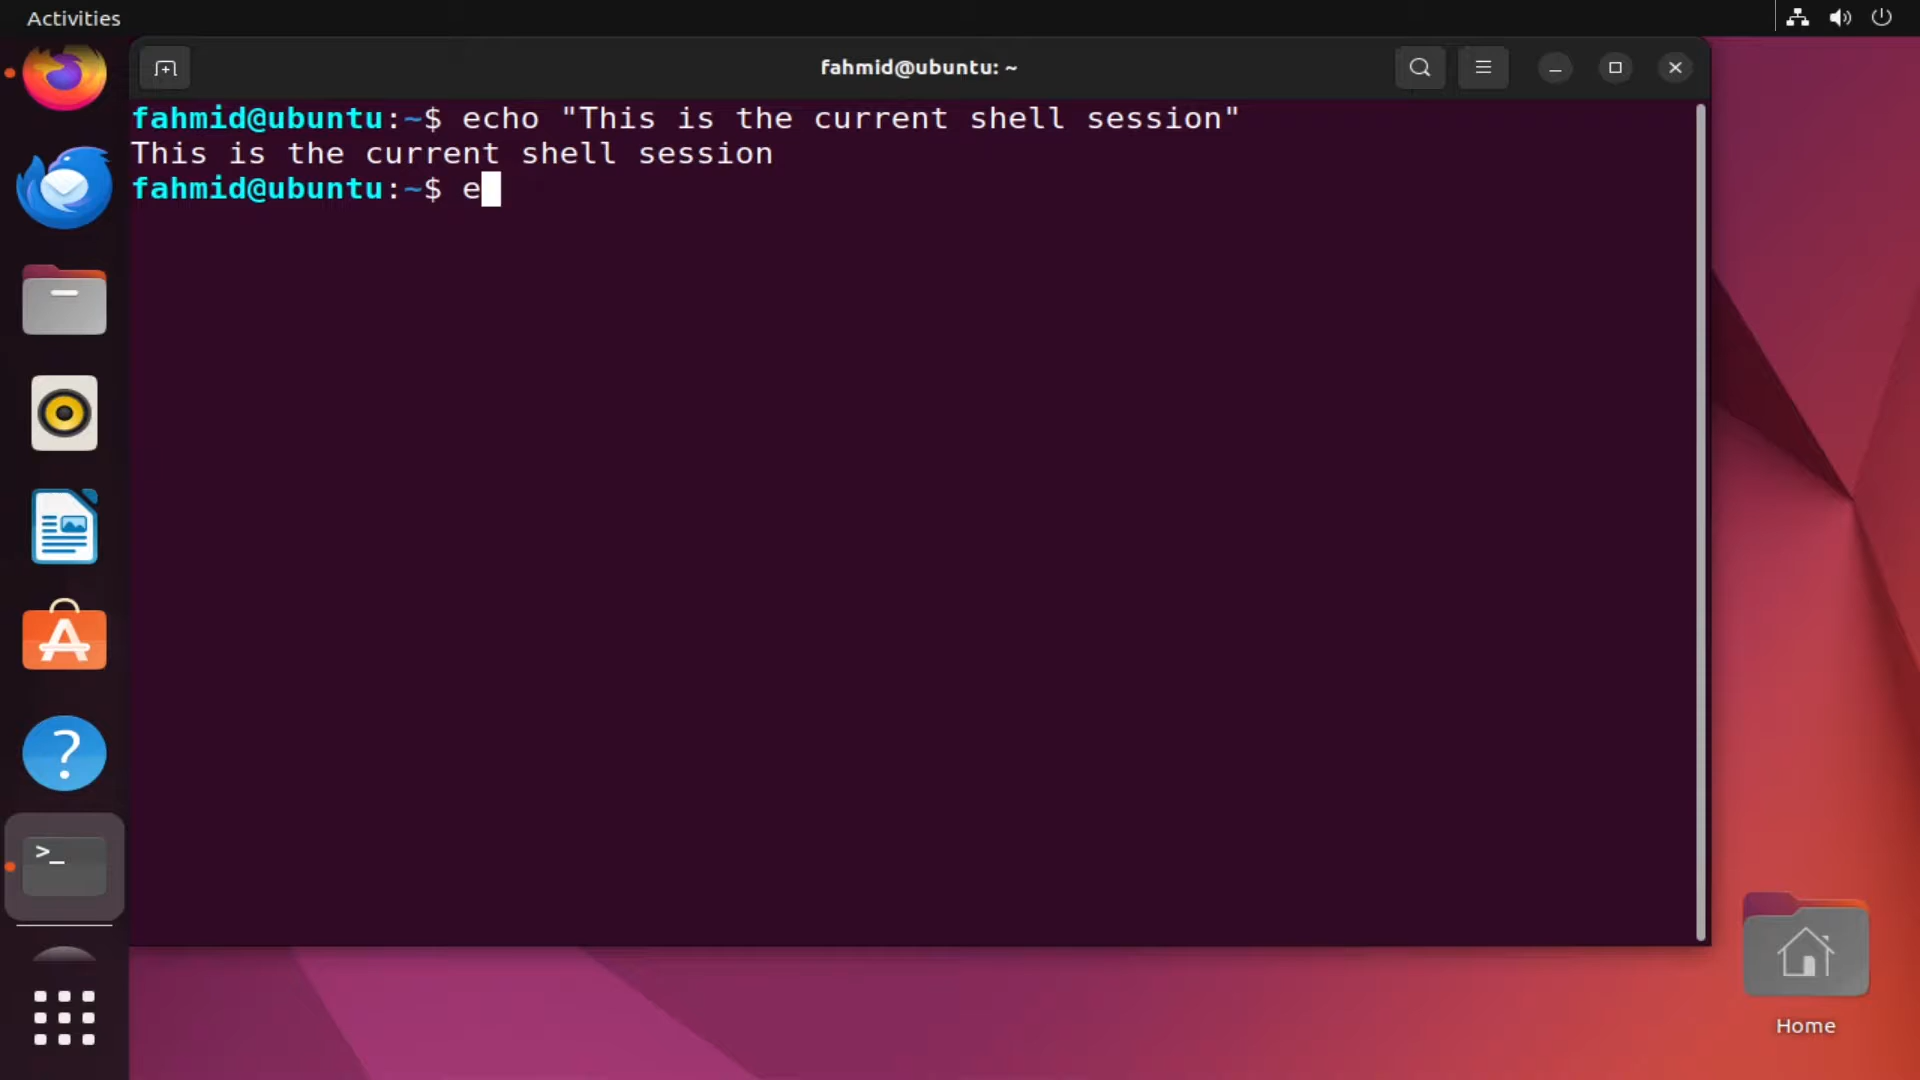 Activities
fahmid@ubuntu: ~
fahmid@ubuntu:~$ echo "This is the current shell session"
This is the current shell session
fahmid@ubuntu:~$ e
>_
Home